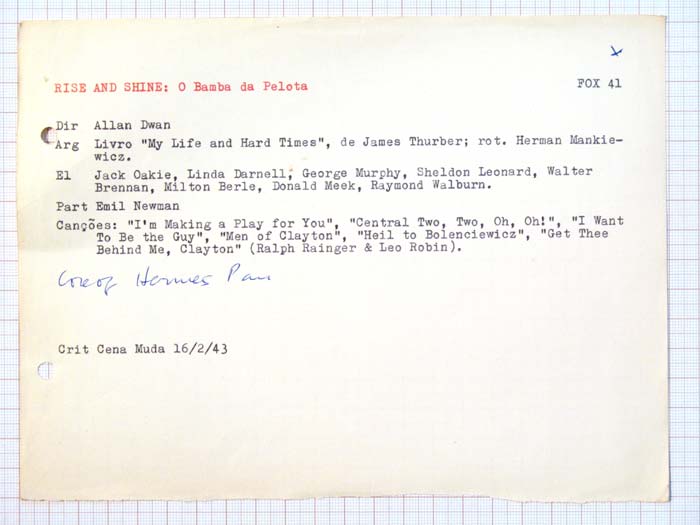 RISE AND SHINE: O Bamba da Pelota FOX 41
Dir Allan Dwan
Arg Livro "My Life and Hard Times", de James Thurber; rot. Herman Mankie-
wicz.
El Jack Oakie, Linda Darnell, George Murphy, Sheldon Leonard, Walter
Brennan, Milton Berle, Donald Meek, Raymond Walburn.
Part Emil Newman
Canções: "I'm Making a Play for You", "Central Two, Two, Oh, Oh!", "I Want
To Be the Guy", "Men of Clayton", "Heil to Bolenciewicz", "Get Thee
Behind Me, Clayton" (Ralph Rainger & Leo Robin).
Coreog Hermes Pan
Crit Cena Muda 16/2/43